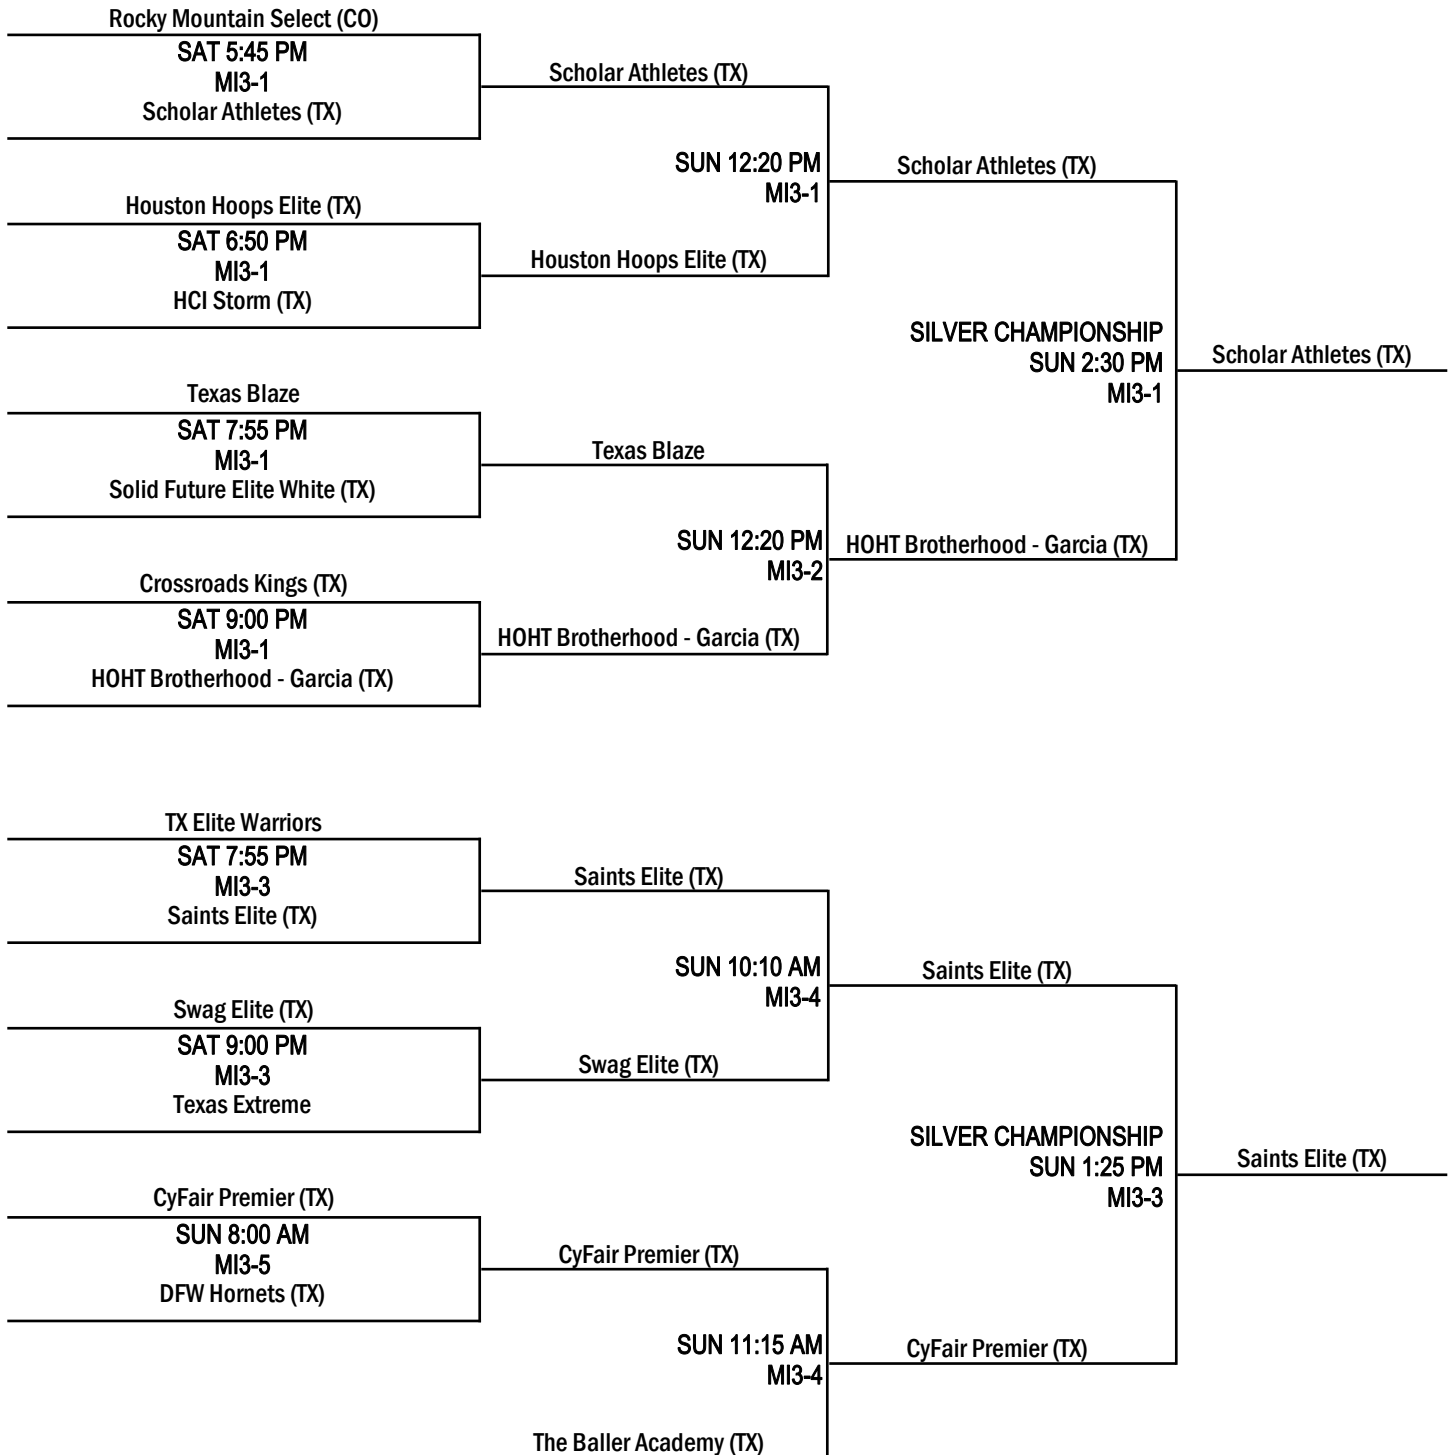 Rocky Mountain Select (CO)
SAT 5:45 PM
MI3-1
Scholar Athletes (TX)
Scholar Athletes (TX)
SUN 12:20 PM
MI3-1
Scholar Athletes (TX)
Houston Hoops Elite (TX)
SAT 6:50 PM
MI3-1
HCI Storm (TX)
Houston Hoops Elite (TX)
SILVER CHAMPIONSHIP
SUN 2:30 PM
MI3-1
Scholar Athletes (TX)
Texas Blaze
SAT 7:55 PM
MI3-1
Solid Future Elite White (TX)
Texas Blaze
SUN 12:20 PM
MI3-2
HOHT Brotherhood - Garcia (TX)
Crossroads Kings (TX)
SAT 9:00 PM
MI3-1
HOHT Brotherhood - Garcia (TX)
HOHT Brotherhood - Garcia (TX)
TX Elite Warriors
SAT 7:55 PM
MI3-3
Saints Elite (TX)
Saints Elite (TX)
SUN 10:10 AM
MI3-4
Saints Elite (TX)
Swag Elite (TX)
SAT 9:00 PM
MI3-3
Texas Extreme
Swag Elite (TX)
SILVER CHAMPIONSHIP
SUN 1:25 PM
MI3-3
Saints Elite (TX)
CyFair Premier (TX)
SUN 8:00 AM
MI3-5
DFW Hornets (TX)
CyFair Premier (TX)
SUN 11:15 AM
MI3-4
CyFair Premier (TX)
The Baller Academy (TX)